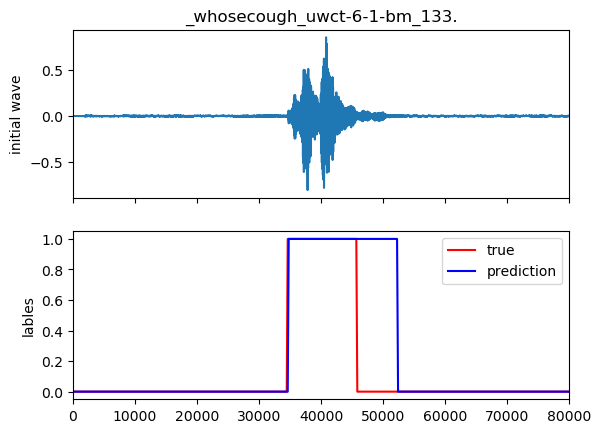 _whosecough_uwct-6-1-bm_133.
initial wave
0.5
0.0
−0.5
lables
1.0
0.8
0.6
0.4
0.2
0.0
true
prediction
0 10000 20000 30000 40000 50000 60000 70000 80000